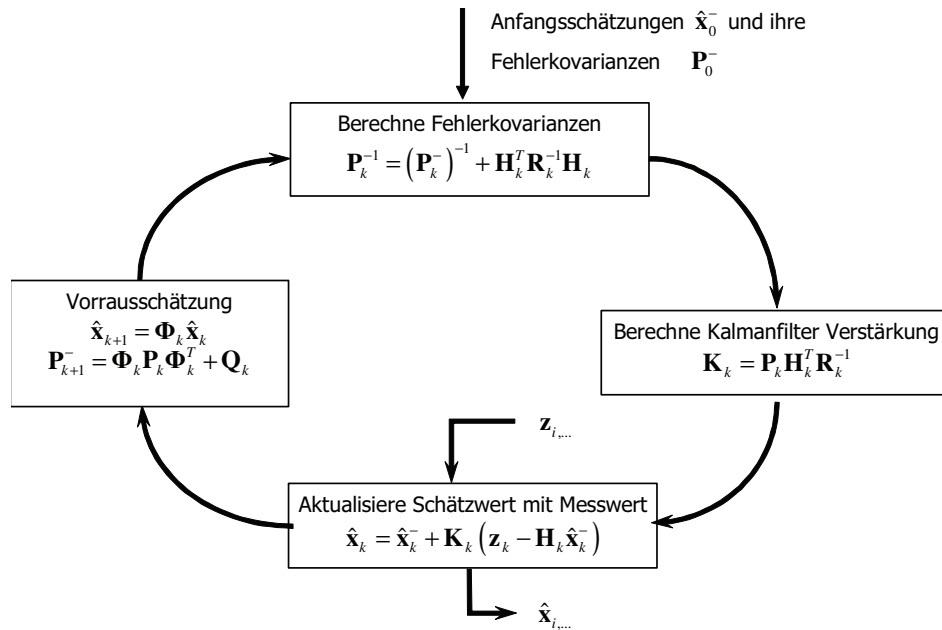 Anfangsschätzungen x̂₀⁻ und ihre
Fehlerkovarianzen P₀⁻
Berechne Fehlerkovarianzen
Pₖ⁻¹ = (Pₖ⁻)⁻¹ + HₖᵀRₖ⁻¹Hₖ
Vorrausschätzung
x̂ₖ₊₁ = Φₖx̂ₖ
Pₖ₊₁⁻ = ΦₖPₖΦₖᵀ + Qₖ
Berechne Kalmanfilter Verstärkung
Kₖ = PₖHₖᵀRₖ⁻¹
zᵢ,...
Aktualisiere Schätzwert mit Messwert
x̂ₖ = x̂ₖ⁻ + Kₖ(zₖ − Hₖx̂ₖ⁻)
x̂ᵢ,...